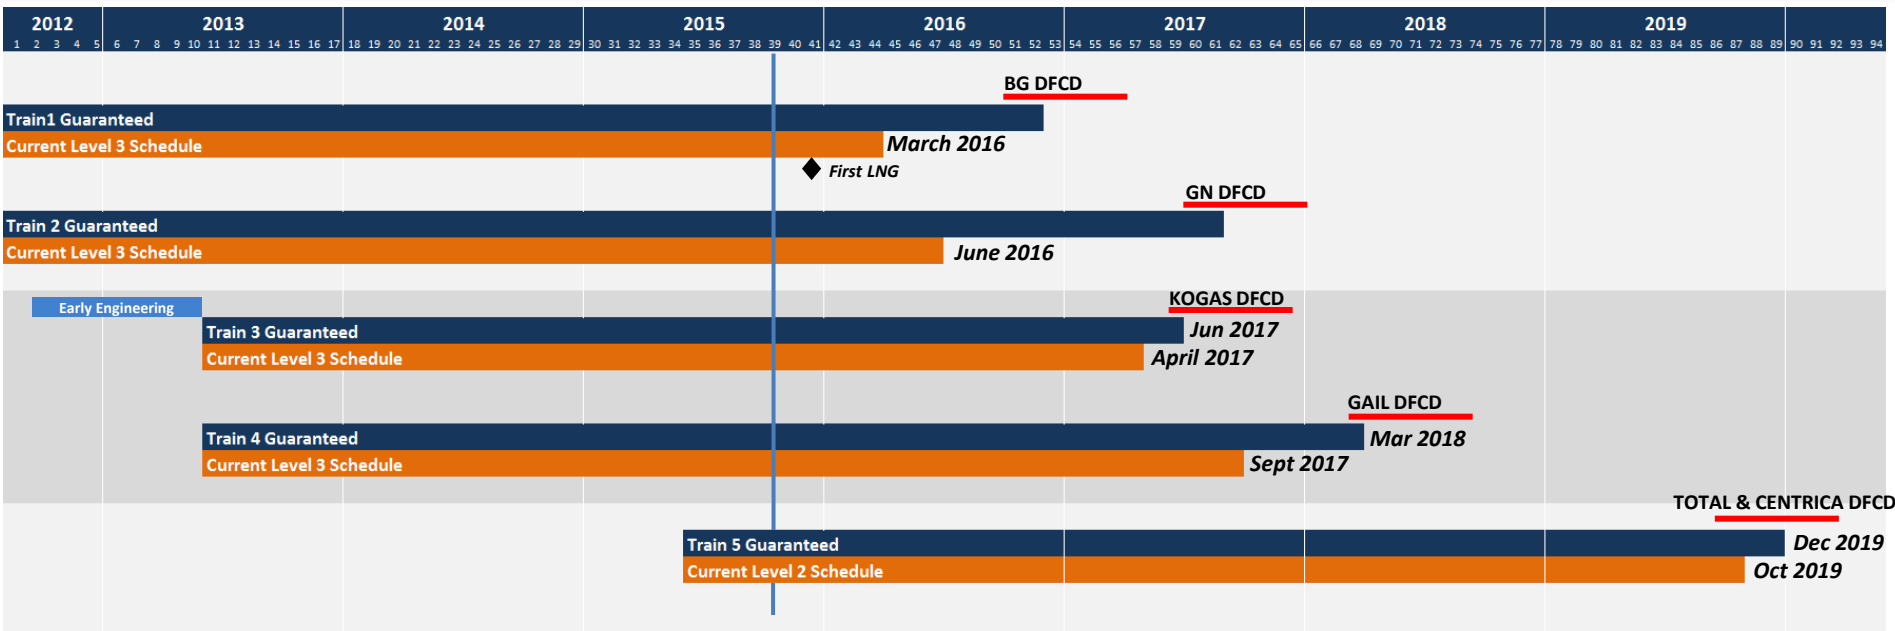 2012 2013 2014 2015 2016 2017 2018 2019
1 2 3 4 5 6 7 8 9 10 11 12 13 14 15 16 17 18 19 20 21 22 23 24 25 26 27 28 29 30 31 32 33 34 35 36 37 38 39 40 41 42 43 44 45 46 47 48 49 50 51 52 53 54 55 56 57 58 59 60 61 62 63 64 65 66 67 68 69 70 71 72 73 74 75 76 77 78 79 80 81 82 83 84 85 86 87 88 89 90 91 92 93 94
BG DFCD
Train1 Guaranteed
Current Level 3 Schedule March 2016
First LNG
GN DFCD
Train 2 Guaranteed
Current Level 3 Schedule June 2016
Early Engineering KOGAS DFCD
Train 3 Guaranteed Jun 2017
Current Level 3 Schedule April 2017
GAIL DFCD
Train 4 Guaranteed Mar 2018
Current Level 3 Schedule Sept 2017
TOTAL & CENTRICA DFCD
Train 5 Guaranteed Dec 2019
Current Level 2 Schedule Oct 2019